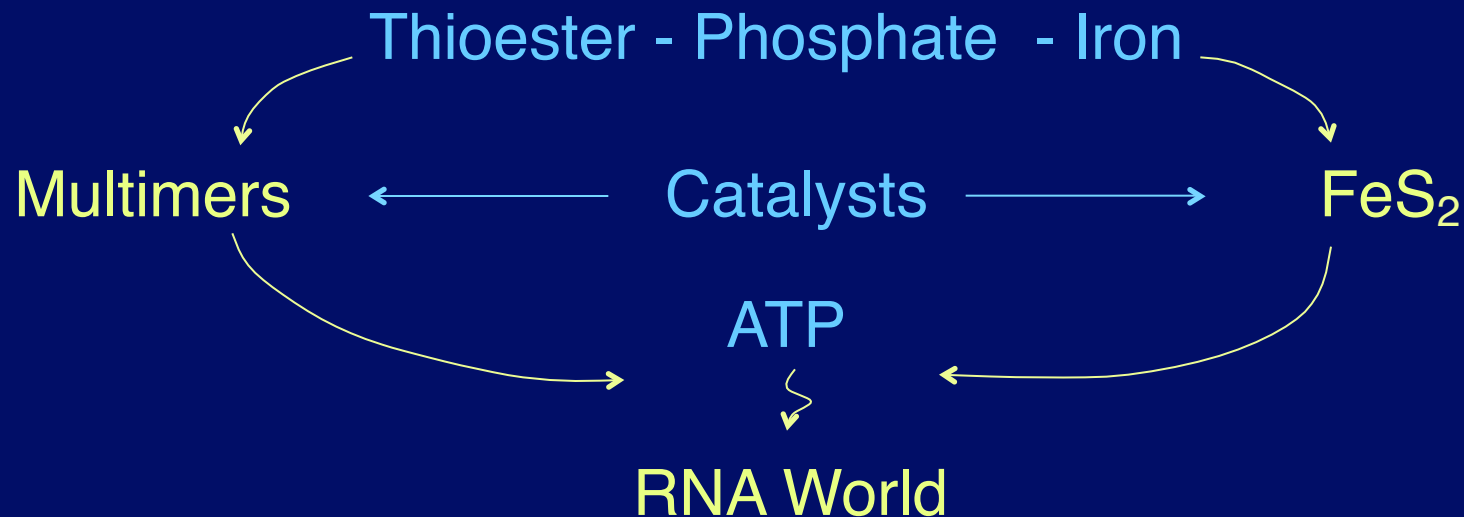 Thioester - Phosphate - Iron
Multimers Catalysts FeS₂
ATP
RNA World